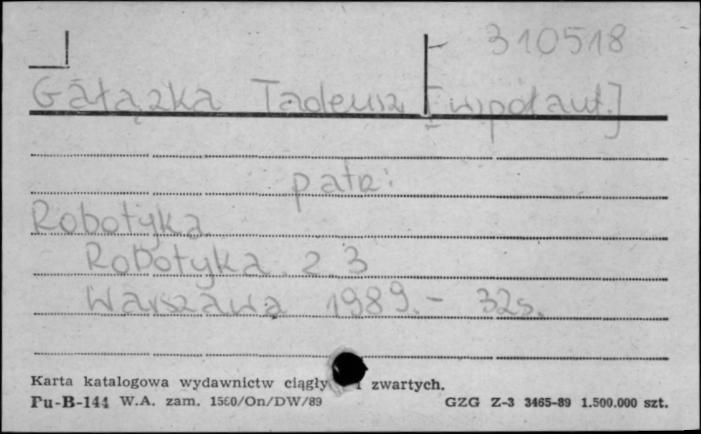 310518
Gałązka Tadeusz [współaut.]
patrz:
Robotyka
Robotyka 2 3
Warszawa 1989. - 32s.
Karta katalogowa wydawnictw ciągły i zwartych.
Pu-B-144 W.A. zam. 1560/On/DW/89 GZG Z-3 3465-89 1.500.000 szt.